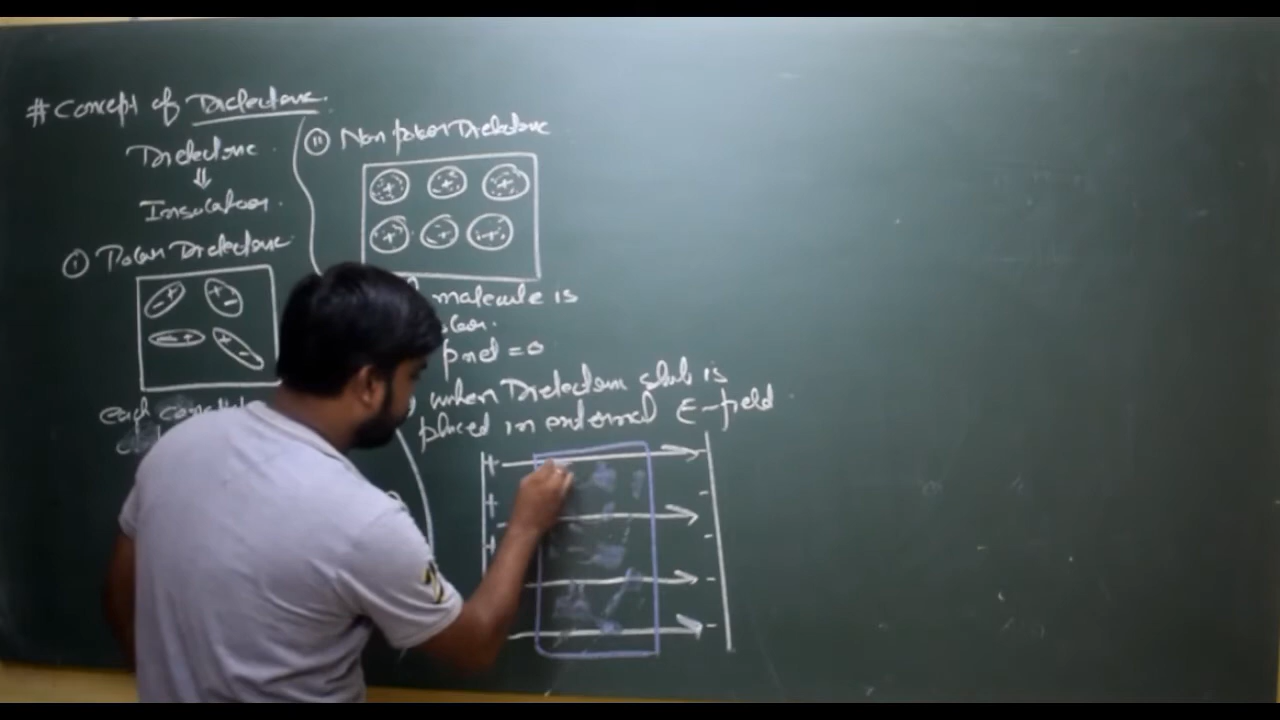 # Concept of Dielectric.
Dielectric
⇓
Insulator.
I Polar Dielectric
each
II Non polar Dielectric
molecule is
pnet = 0
when Dielectric slab is
placed in external E-field